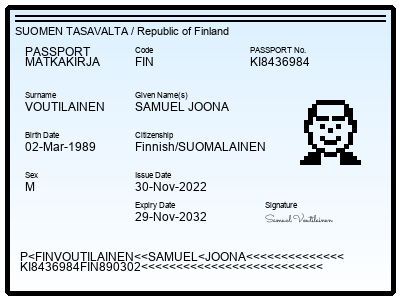 SUOMEN TASAVALTA / Republic of Finland
PASSPORT
MATKAKIRJA
Code
FIN
PASSPORT No.
KI8436984
Surname
VOUTILAINEN
Given Name(s)
SAMUEL JOONA
Birth Date
02-Mar-1989
Citizenship
Finnish/SUOMALAINEN
Sex
M
Issue Date
30-Nov-2022
Expiry Date
29-Nov-2032
Signature
Samuel Voutilainen
P<FINVOUTILAINEN<<SAMUEL<JOONA<<<<<<<<<<<<<<
KI8436984FIN890302<<<<<<<<<<<<<<<<<<<<<<<<<<